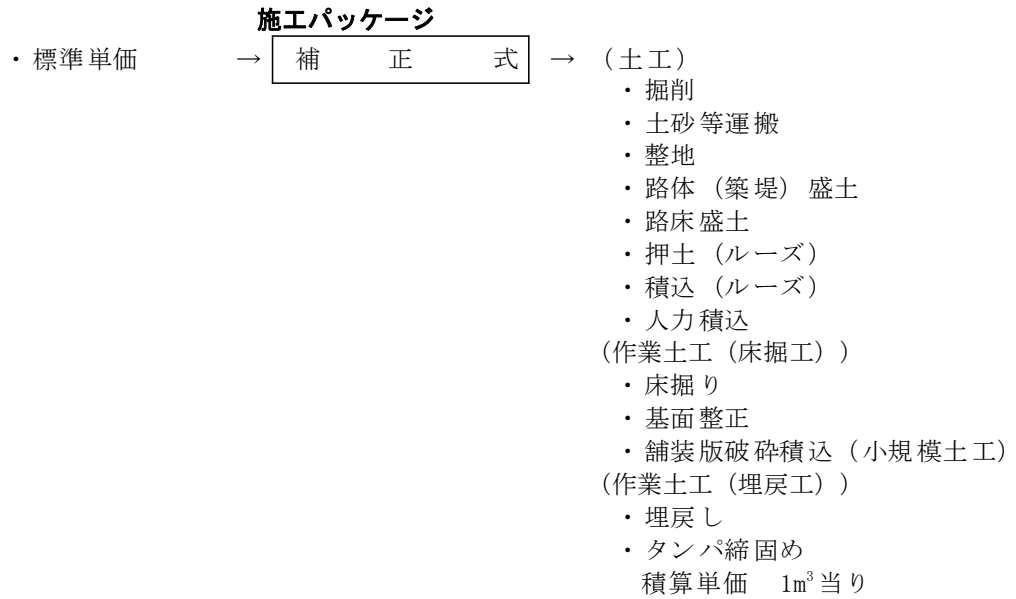 施工パッケージ
・標準単価 → 補 正 式 → (土工)
・掘削
・土砂等運搬
・整地
・路体(築堤)盛土
・路床盛土
・押土(ルーズ)
・積込(ルーズ)
・人力積込
(作業土工(床掘工))
・床掘り
・基面整正
・舗装版破砕積込(小規模土工)
(作業土工(埋戻工))
・埋戻し
・タンパ締固め
積算単価 1m³当り